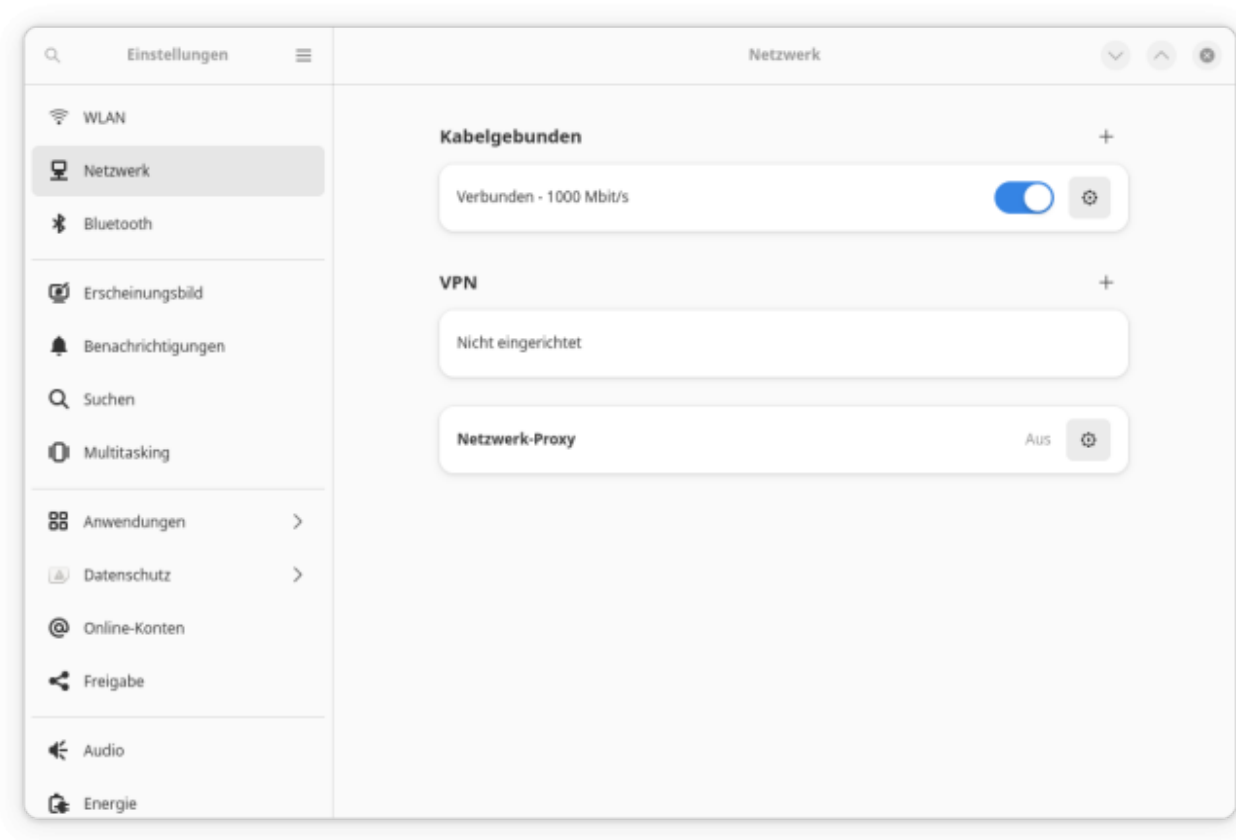 Einstellungen
Netzwerk
WLAN
Netzwerk
Bluetooth
Erscheinungsbild
Benachrichtigungen
Suchen
Multitasking
Anwendungen
Datenschutz
Online-Konten
Freigabe
Audio
Energie
Kabelgebunden
Verbunden - 1000 Mbit/s
VPN
Nicht eingerichtet
Netzwerk-Proxy Aus